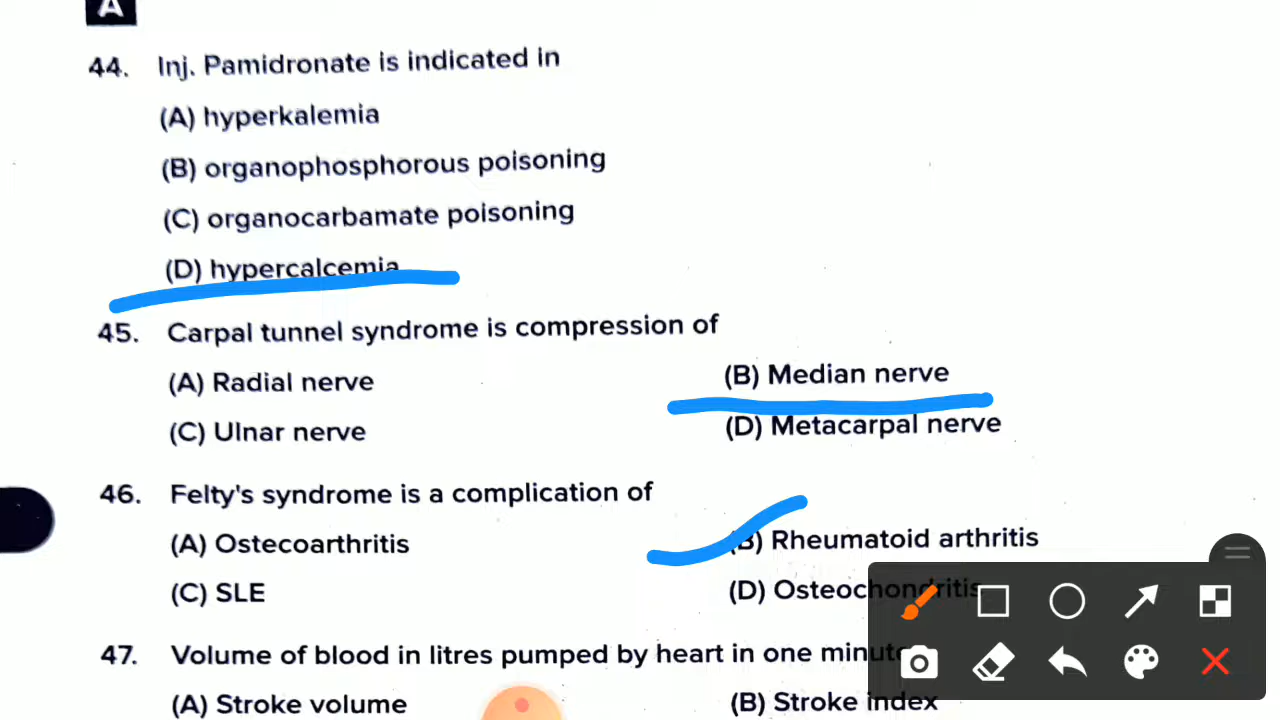 A
44. Inj. Pamidronate is indicated in
(A) hyperkalemia
(B) organophosphorous poisoning
(C) organocarbamate poisoning
(D) hypercalcemia
45. Carpal tunnel syndrome is compression of
(A) Radial nerve (B) Median nerve
(C) Ulnar nerve (D) Metacarpal nerve
46. Felty's syndrome is a complication of
(A) Ostecoarthritis (B) Rheumatoid arthritis
(C) SLE (D) Osteochondritis
47. Volume of blood in litres pumped by heart in one minute
(A) Stroke volume (B) Stroke index